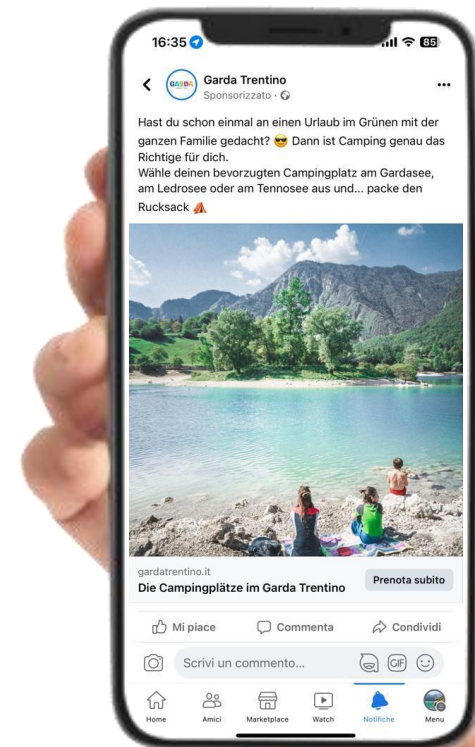 16:35
85
GARDA
Garda Trentino
Sponsorizzato ·
Hast du schon einmal an einen Urlaub im Grünen mit der
ganzen Familie gedacht? 😎 Dann ist Camping genau das
Richtige für dich.
Wähle deinen bevorzugten Campingplatz am Gardasee,
am Ledrosee oder am Tennosee aus und... packe den
Rucksack ⛺
gardatrentino.it
Die Campingplätze im Garda Trentino
Prenota subito
Mi piace
Commenta
Condividi
Scrivi un commento...
GIF
Home
Amici
Marketplace
Watch
Notifiche
Menu